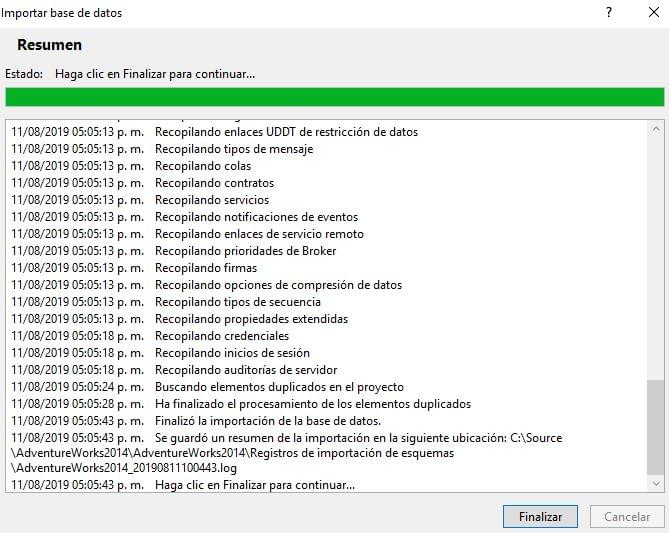 Importar base de datos
?
Resumen
Estado: Haga clic en Finalizar para continuar...
11/08/2019 05:05:13 p. m. Recopilando enlaces UDDT de restricción de datos
11/08/2019 05:05:13 p. m. Recopilando tipos de mensaje
11/08/2019 05:05:13 p. m. Recopilando colas
11/08/2019 05:05:13 p. m. Recopilando contratos
11/08/2019 05:05:13 p. m. Recopilando servicios
11/08/2019 05:05:13 p. m. Recopilando notificaciones de eventos
11/08/2019 05:05:13 p. m. Recopilando enlaces de servicio remoto
11/08/2019 05:05:13 p. m. Recopilando prioridades de Broker
11/08/2019 05:05:13 p. m. Recopilando firmas
11/08/2019 05:05:13 p. m. Recopilando opciones de compresión de datos
11/08/2019 05:05:13 p. m. Recopilando tipos de secuencia
11/08/2019 05:05:13 p. m. Recopilando propiedades extendidas
11/08/2019 05:05:18 p. m. Recopilando credenciales
11/08/2019 05:05:18 p. m. Recopilando inicios de sesión
11/08/2019 05:05:18 p. m. Recopilando auditorías de servidor
11/08/2019 05:05:24 p. m. Buscando elementos duplicados en el proyecto
11/08/2019 05:05:28 p. m. Ha finalizado el procesamiento de los elementos duplicados
11/08/2019 05:05:43 p. m. Finalizó la importación de la base de datos.
11/08/2019 05:05:43 p. m. Se guardó un resumen de la importación en la siguiente ubicación: C:\Source
\AdventureWorks2014\AdventureWorks2014\Registros de importación de esquemas
\AdventureWorks2014_20190811100443.log
11/08/2019 05:05:43 p. m. Haga clic en Finalizar para continuar...
Finalizar
Cancelar